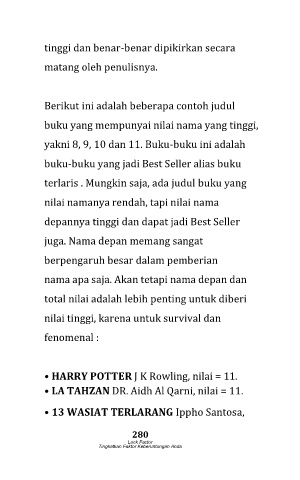 tinggi dan benar-benar dipikirkan secara
matang oleh penulisnya.
Berikut ini adalah beberapa contoh judul
buku yang mempunyai nilai nama yang tinggi,
yakni 8, 9, 10 dan 11. Buku-buku ini adalah
buku-buku yang jadi Best Seller alias buku
terlaris . Mungkin saja, ada judul buku yang
nilai namanya rendah, tapi nilai nama
depannya tinggi dan dapat jadi Best Seller
juga. Nama depan memang sangat
berpengaruh besar dalam pemberian
nama apa saja. Akan tetapi nama depan dan
total nilai adalah lebih penting untuk diberi
nilai tinggi, karena untuk survival dan
fenomenal :
• HARRY POTTER J K Rowling, nilai = 11.
• LA TAHZAN DR. Aidh Al Qarni, nilai = 11.
• 13 WASIAT TERLARANG Ippho Santosa,
280
Luck Factor
Tingkatkan Faktor Keberuntungan Anda